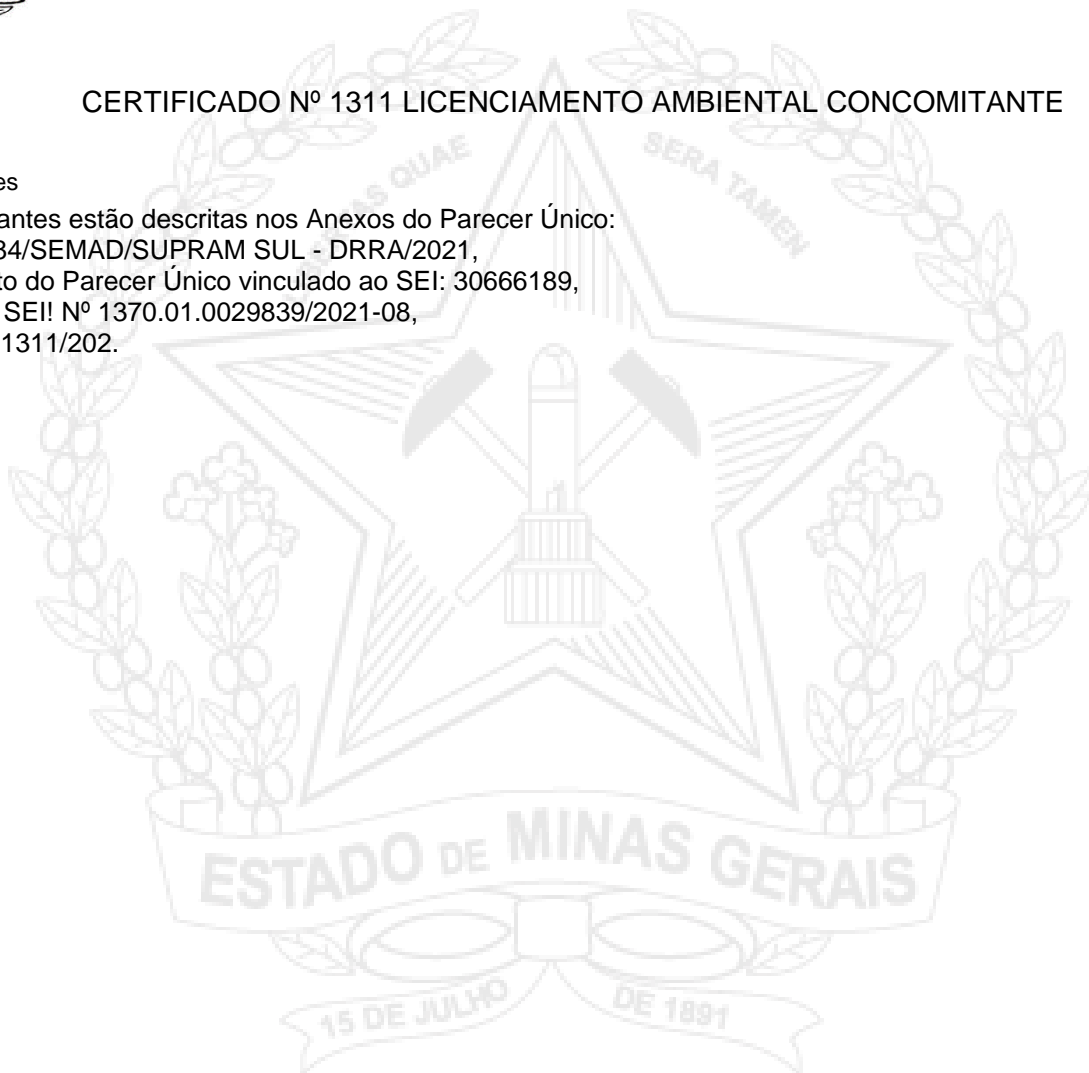 CERTIFICADO Nº 1311 LICENCIAMENTO AMBIENTAL CONCOMITANTE
es
antes estão descritas nos Anexos do Parecer Único:
34/SEMAD/SUPRAM SUL - DRRA/2021,
to do Parecer Único vinculado ao SEI: 30666189,
SEI! Nº 1370.01.0029839/2021-08,
1311/202.
QUAE SERA TAMEN
ESTADO DE MINAS GERAIS
15 DE JULHO DE 1891